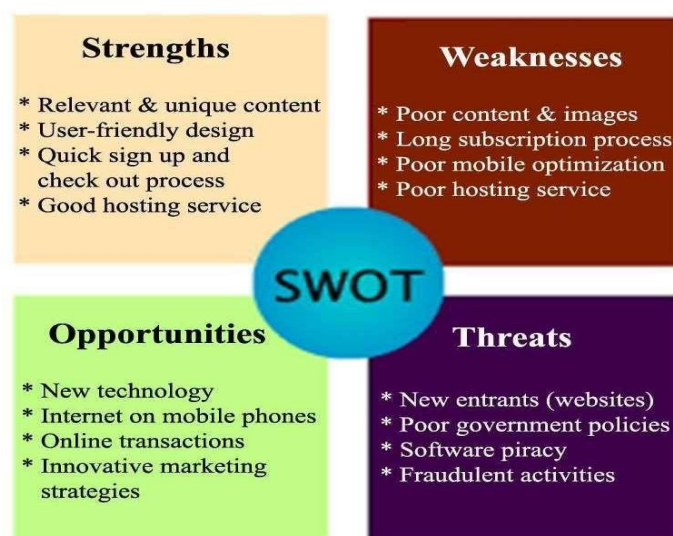 Strengths
* Relevant & unique content
* User-friendly design
* Quick sign up and
check out process
* Good hosting service
Weaknesses
* Poor content & images
* Long subscription process
* Poor mobile optimization
* Poor hosting service
SWOT
Opportunities
* New technology
* Internet on mobile phones
* Online transactions
* Innovative marketing
strategies
Threats
* New entrants (websites)
* Poor government policies
* Software piracy
* Fraudulent activities